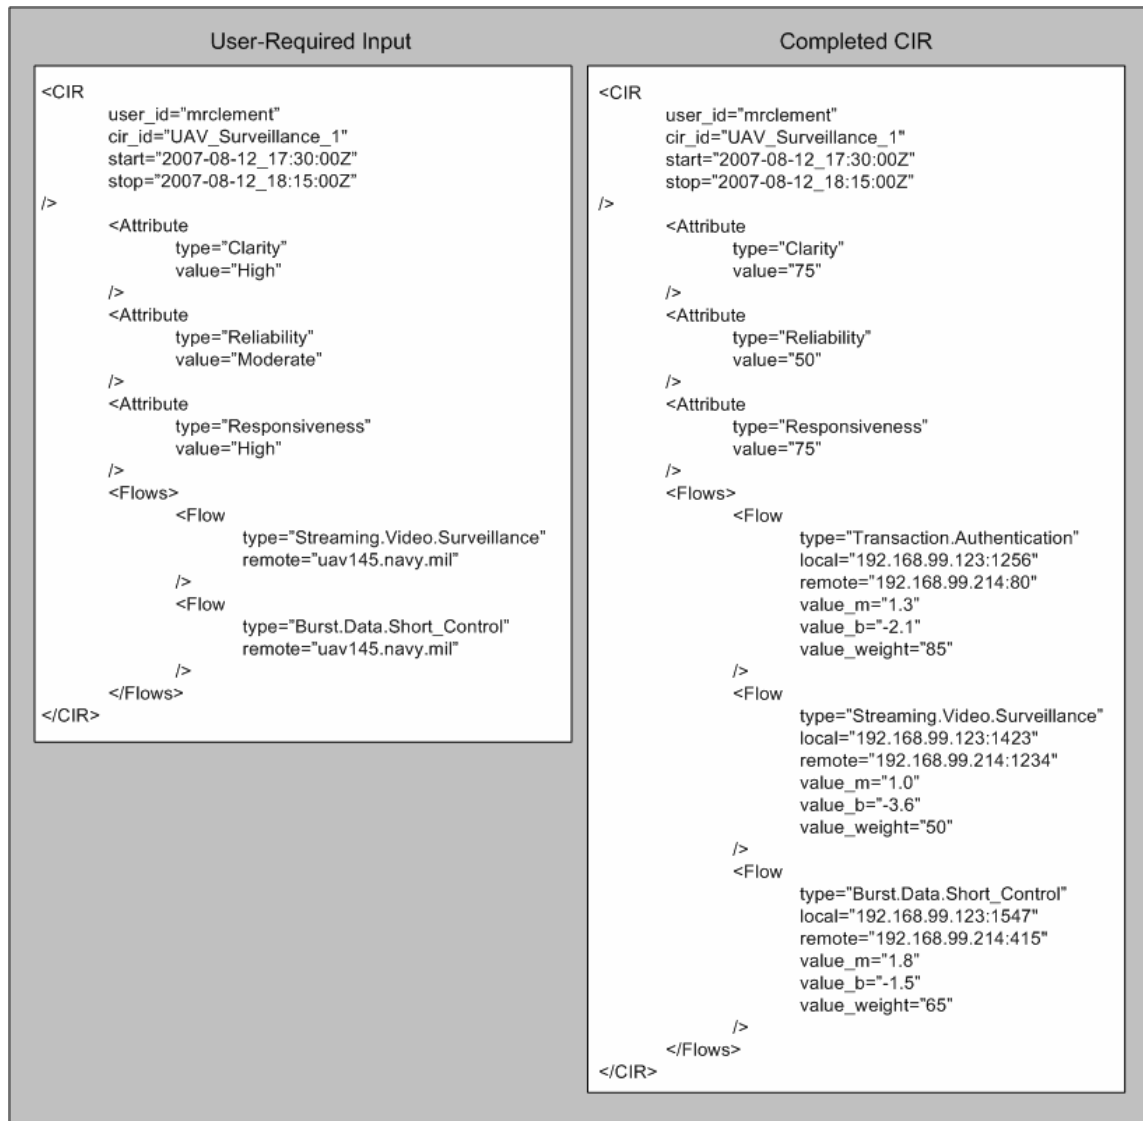 User-Required Input
<CIR
user_id="mrclement"
cir_id="UAV_Surveillance_1"
start="2007-08-12_17:30:00Z"
stop="2007-08-12_18:15:00Z"
/>
<Attribute
type="Clarity"
value="High"
/>
<Attribute
type="Reliability"
value="Moderate"
/>
<Attribute
type="Responsiveness"
value="High"
/>
<Flows>
<Flow
type="Streaming.Video.Surveillance"
remote="uav145.navy.mil"
/>
<Flow
type="Burst.Data.Short_Control"
remote="uav145.navy.mil"
/>
</Flows>
</CIR>
Completed CIR
<CIR
user_id="mrclement"
cir_id="UAV_Surveillance_1"
start="2007-08-12_17:30:00Z"
stop="2007-08-12_18:15:00Z"
/>
<Attribute
type="Clarity"
value="75"
/>
<Attribute
type="Reliability"
value="50"
/>
<Attribute
type="Responsiveness"
value="75"
/>
<Flows>
<Flow
type="Transaction.Authentication"
local="192.168.99.123:1256"
remote="192.168.99.214:80"
value_m="1.3"
value_b="-2.1"
value_weight="85"
/>
<Flow
type="Streaming.Video.Surveillance"
local="192.168.99.123:1423"
remote="192.168.99.214:1234"
value_m="1.0"
value_b="-3.6"
value_weight="50"
/>
<Flow
type="Burst.Data.Short_Control"
local="192.168.99.123:1547"
remote="192.168.99.214:415"
value_m="1.8"
value_b="-1.5"
value_weight="65"
/>
</Flows>
</CIR>